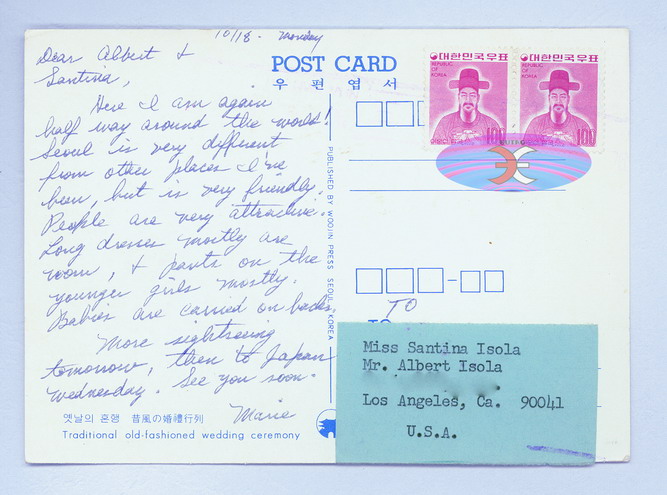 10/18. Monday
Dear Albert &
Santina,
Here I am again
half way around the world!
Seoul is very different
from other places I've
been, but is very friendly.
People are very attractive.
Long dresses mostly are
worn, & pants on the
younger girls mostly.
Babies are carried on backs.
More sightseeing
tomorrow, then to Japan
Wednesday. See you soon.
Marie
옛날의 혼행 昔風の婚禮行列
Traditional old-fashioned wedding ceremony
PUBLISHED BY WOOJIN PRESS SEOUL KOREA
POST CARD
우편엽서
대한민국우표
REPUBLIC
OF
KOREA
100
대한민국우표
REPUBLIC
OF
KOREA
100
TO
TO
Miss Santina Isola
Mr. Albert Isola
Los Angeles, Ca. 90041
U.S.A.